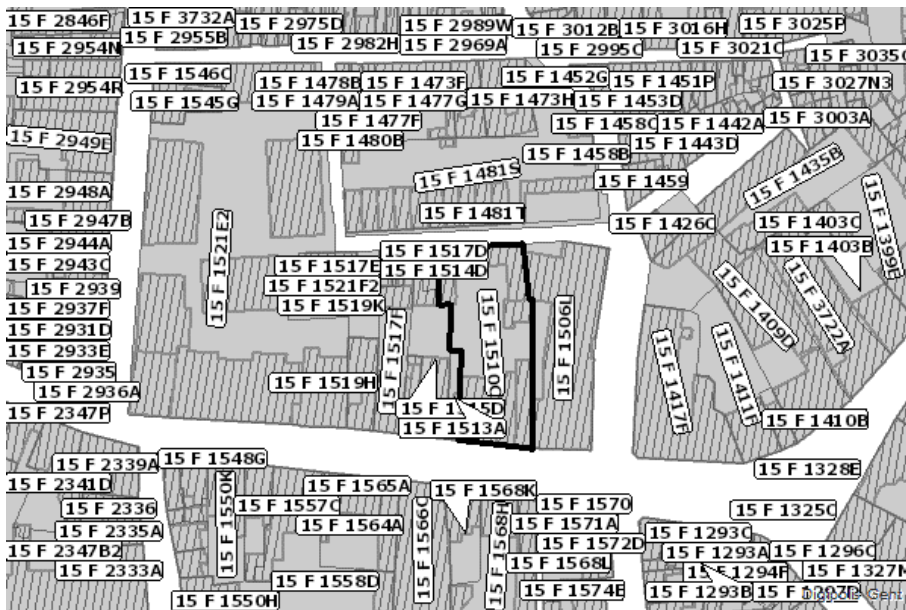 15 F 2846F
15 F 3732A
15 F 2975D
15 F 2989W
15 F 3012B
15 F 3016H
15 F 3025P
15 F 2954N
15 F 2955B
15 F 2982H
15 F 2969A
15 F 2995C
15 F 3021C
15 F 2954R
15 F 1546C
15 F 1478B
15 F 1473F
15 F 1452G
15 F 1451P
15 F 3027N3
15 F 1545G
15 F 1479A
15 F 1477G
15 F 1473H
15 F 1453D
15 F 1477F
15 F 1458C
15 F 1442A
15 F 3003A
15 F 2949E
15 F 1480B
15 F 1458B
15 F 1443D
15 F 1481S
15 F 1459
15 F 1435B
15 F 2948A
15 F 1481T
15 F 2947B
15 F 1426C
15 F 1403C
15 F 1399E
15 F 2944A
15 F 1517D
15 F 1403B
15 F 2943C
15 F 1517E
15 F 1514D
15 F 1521E2
15 F 2939
15 F 1521F2
15 F 2937F
15 F 1519K
15 F 1409D
15 F 3722A
15 F 2931D
15 F 1517F
15 F 1506L
15 F 2933E
15 F 2935
15 F 1519H
15 F 1417F
15 F 1411F
15 F 2936A
15 F 2347P
15 F 1513A
15 F 1410B
15 F 2339A
15 F 1548G
15 F 1328E
15 F 2341D
15 F 1565A
15 F 1568K
15 F 2336
15 F 1550K
15 F 1557C
15 F 1570
15 F 1325C
15 F 2335A
15 F 1564A
15 F 1566C
15 F 1568H
15 F 1571A
15 F 1293C
15 F 2347B2
15 F 1572D
15 F 1293A
15 F 1296C
15 F 2333A
15 F 1558D
15 F 1568L
15 F 1294F
15 F 1550H
15 F 1574E
15 F 1293B
Digipolis Gent